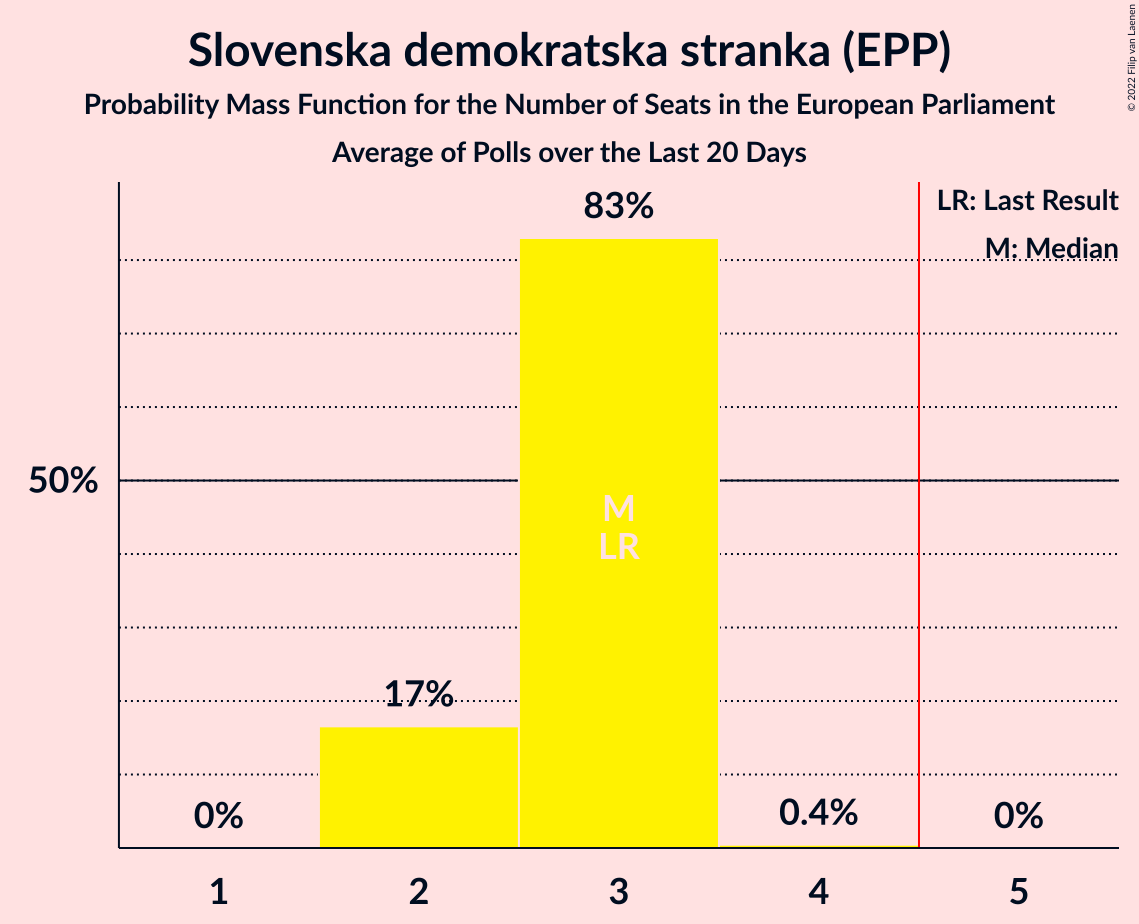 Slovenska demokratska stranka (EPP)
Probability Mass Function for the Number of Seats in the European Parliament
Average of Polls over the Last 20 Days
© 2022 Filip van Laenen
LR: Last Result
M: Median
83%
50%
M
LR
17%
0%
0.4%
0%
1
2
3
4
5